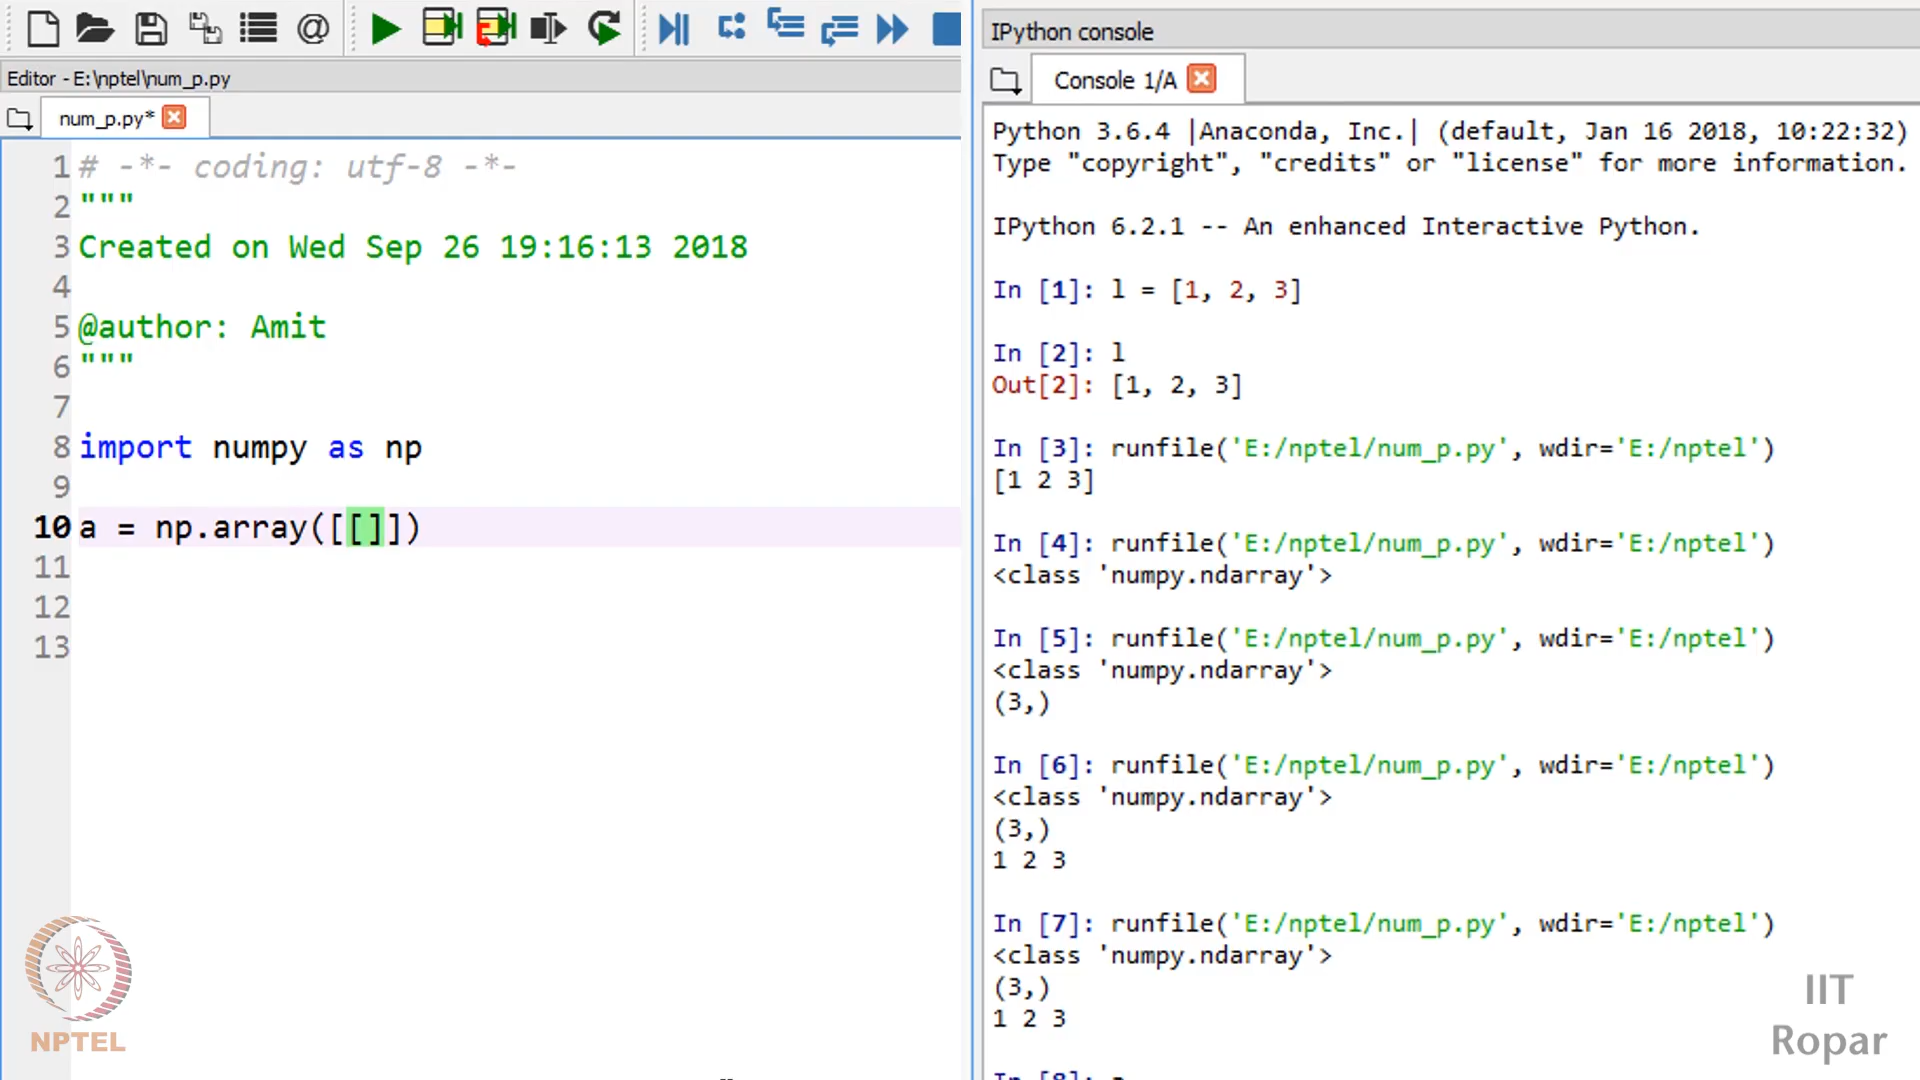 Editor - E:\nptel\num_p.py
num_p.py*
1 # -*- coding: utf-8 -*-
2 """
3 Created on Wed Sep 26 19:16:13 2018
4
5 @author: Amit
6 """
7
8 import numpy as np
9
10 a = np.array([[]])
11
12
13
NPTEL
IPython console
Console 1/A
Python 3.6.4 |Anaconda, Inc.| (default, Jan 16 2018, 10:22:32)
Type "copyright", "credits" or "license" for more information.
IPython 6.2.1 -- An enhanced Interactive Python.
In [1]: l = [1, 2, 3]
In [2]: l
Out[2]: [1, 2, 3]
In [3]: runfile('E:/nptel/num_p.py', wdir='E:/nptel')
[1 2 3]
In [4]: runfile('E:/nptel/num_p.py', wdir='E:/nptel')
<class 'numpy.ndarray'>
In [5]: runfile('E:/nptel/num_p.py', wdir='E:/nptel')
<class 'numpy.ndarray'>
(3,)
In [6]: runfile('E:/nptel/num_p.py', wdir='E:/nptel')
<class 'numpy.ndarray'>
(3,)
1 2 3
In [7]: runfile('E:/nptel/num_p.py', wdir='E:/nptel')
<class 'numpy.ndarray'>
(3,)
1 2 3
IIT
Ropar